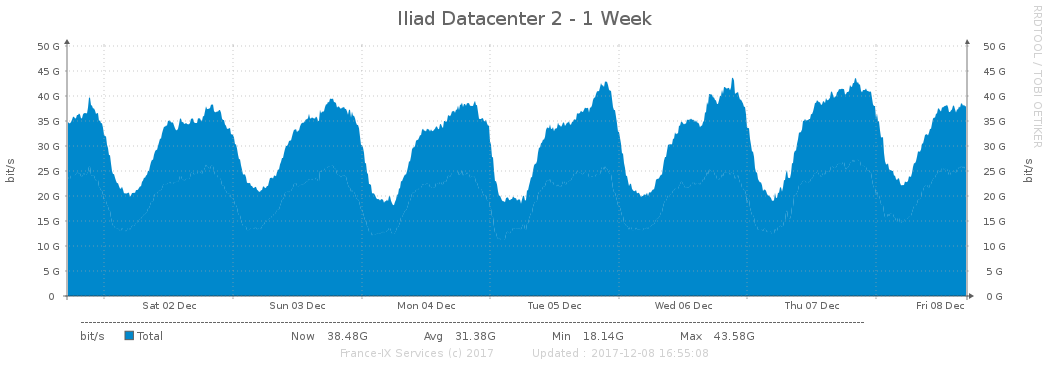 Iliad Datacenter 2 - 1 Week
RRDTOOL / TOBI OETIKER
50 G 50 G
45 G 45 G
40 G 40 G
35 G 35 G
30 G 30 G
25 G 25 G
20 G 20 G
15 G 15 G
10 G 10 G
5 G 5 G
0 0 G
bit/s
bit/s
Sat 02 Dec Sun 03 Dec Mon 04 Dec Tue 05 Dec Wed 06 Dec Thu 07 Dec Fri 08 Dec
bit/s Total Now 38.48G Avg 31.38G Min 18.14G Max 43.58G
France-IX Services (c) 2017 Updated : 2017-12-08 16:55:08